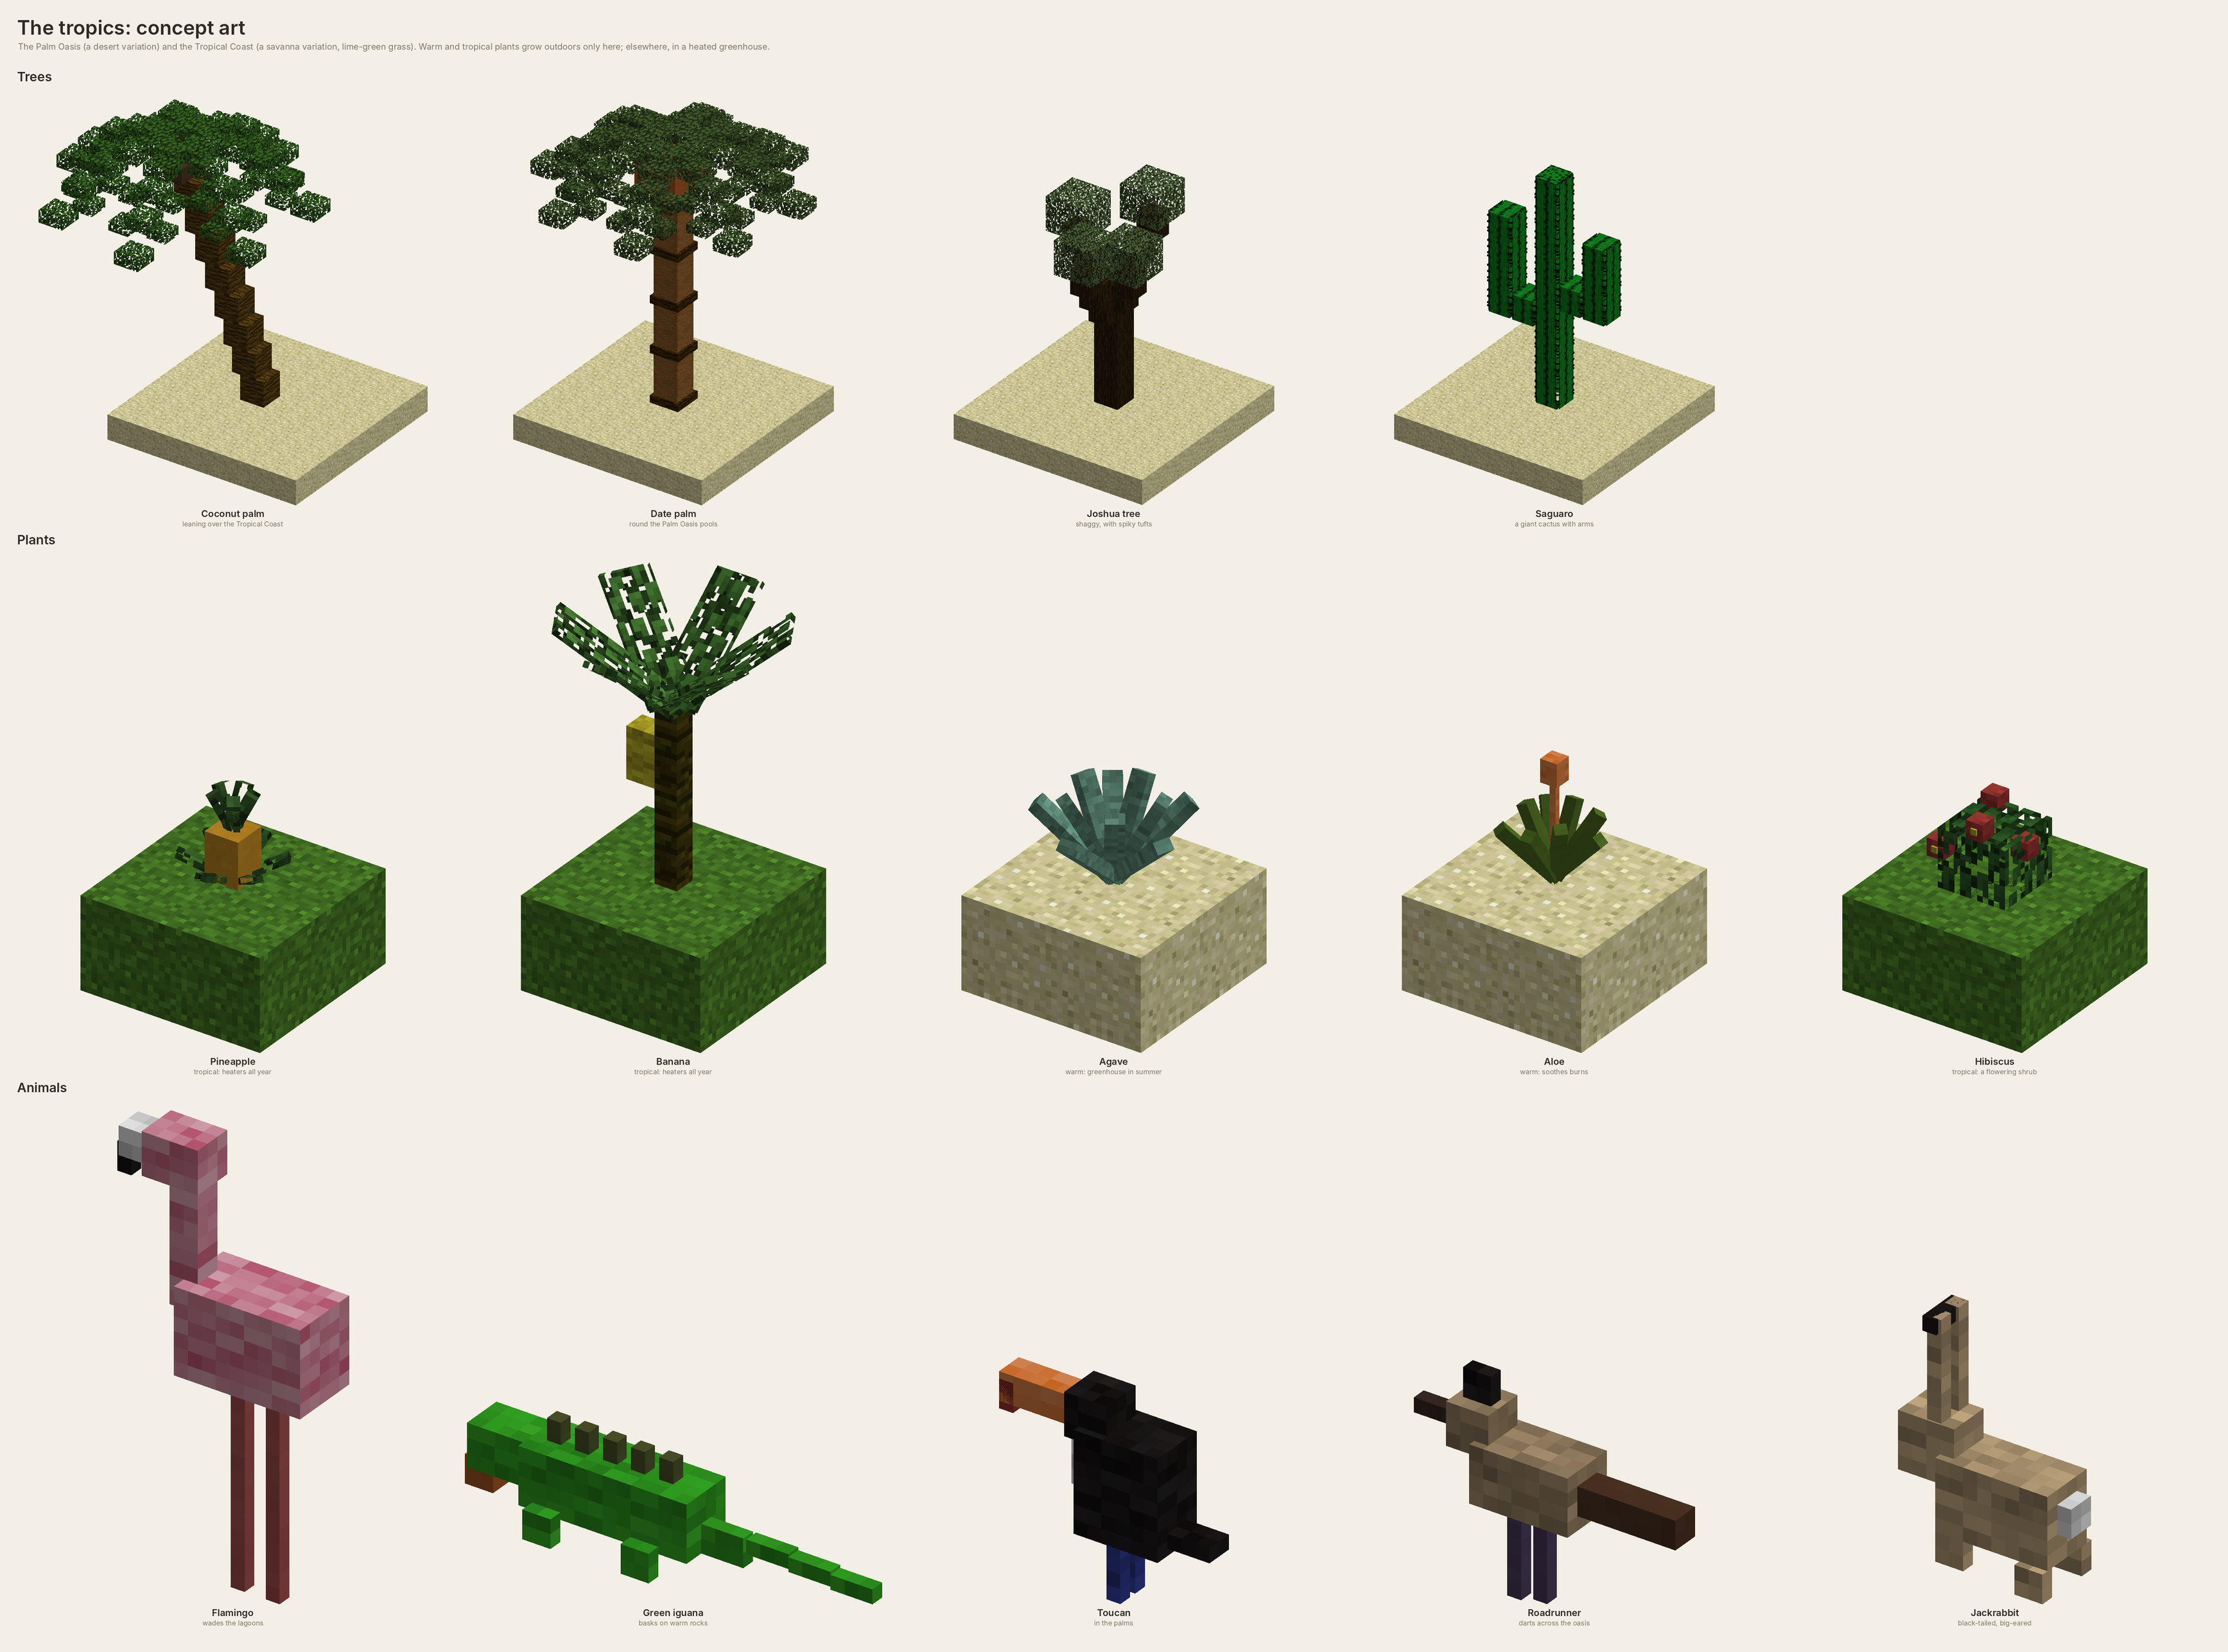 The tropics: concept art
The Palm Oasis (a desert variation) and the Tropical Coast (a savanna variation, lime-green grass). Warm and tropical plants grow outdoors only here; elsewhere, in a heated greenhouse.
Trees
Coconut palm
leaning over the Tropical Coast
Date palm
round the Palm Oasis pools
Joshua tree
shaggy, with spiky tufts
Saguaro
a giant cactus with arms
Plants
Pineapple
tropical: heaters all year
Banana
tropical: heaters all year
Agave
warm: greenhouse in summer
Aloe
warm: soothes burns
Hibiscus
tropical: a flowering shrub
Animals
Flamingo
wades the lagoons
Green iguana
basks on warm rocks
Toucan
in the palms
Roadrunner
darts across the oasis
Jackrabbit
black-tailed, big-eared